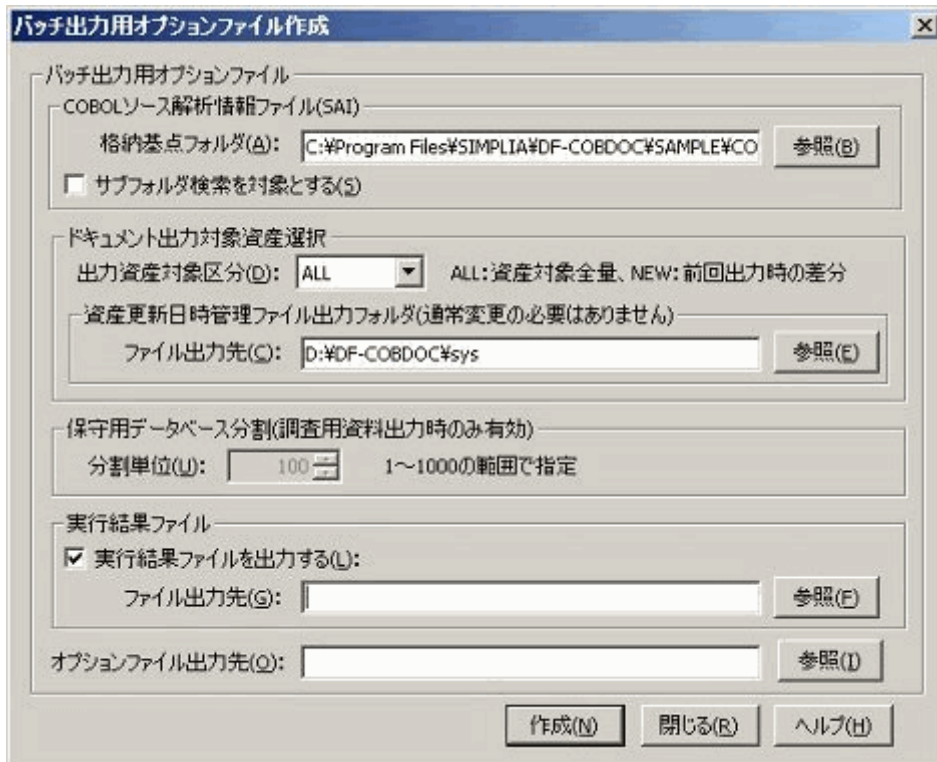 バッチ出力用オプションファイル作成
バッチ出力用オプションファイル
COBOLソース解析情報ファイル(SAI)
格納基点フォルダ(A): C:¥Program Files¥SIMPLIA¥DF-COBDOC¥SAMPLE¥CO 参照(B)
サブフォルダ検索を対象とする(S)
ドキュメント出力対象資産選択
出力資産対象区分(D): ALL ALL:資産対象全量、NEW:前回出力時の差分
資産更新日時管理ファイル出力フォルダ(通常変更の必要はありません)
ファイル出力先(C): D:¥DF-COBDOC¥sys 参照(E)
保守用データベース分割(調査用資料出力時のみ有効)
分割単位(U): 100 1～1000の範囲で指定
実行結果ファイル
実行結果ファイルを出力する(L):
ファイル出力先(G): 参照(F)
オプションファイル出力先(O): 参照(I)
作成(N) 閉じる(R) ヘルプ(H)